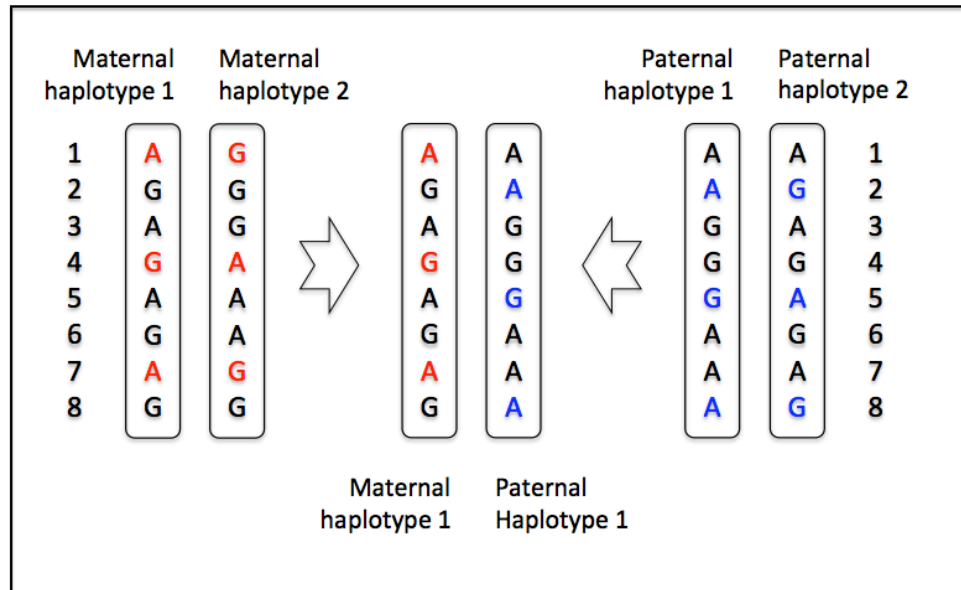 Maternal haplotype 1
Maternal haplotype 2
Paternal haplotype 1
Paternal haplotype 2
1 A G A A A A 1
2 G G G A A G 2
3 A G A G G A 3
4 G A G G G G 4
5 A A A G G A 5
6 G A G A A G 6
7 A G A A A A 7
8 G G G A A G 8
Maternal haplotype 1
Paternal Haplotype 1